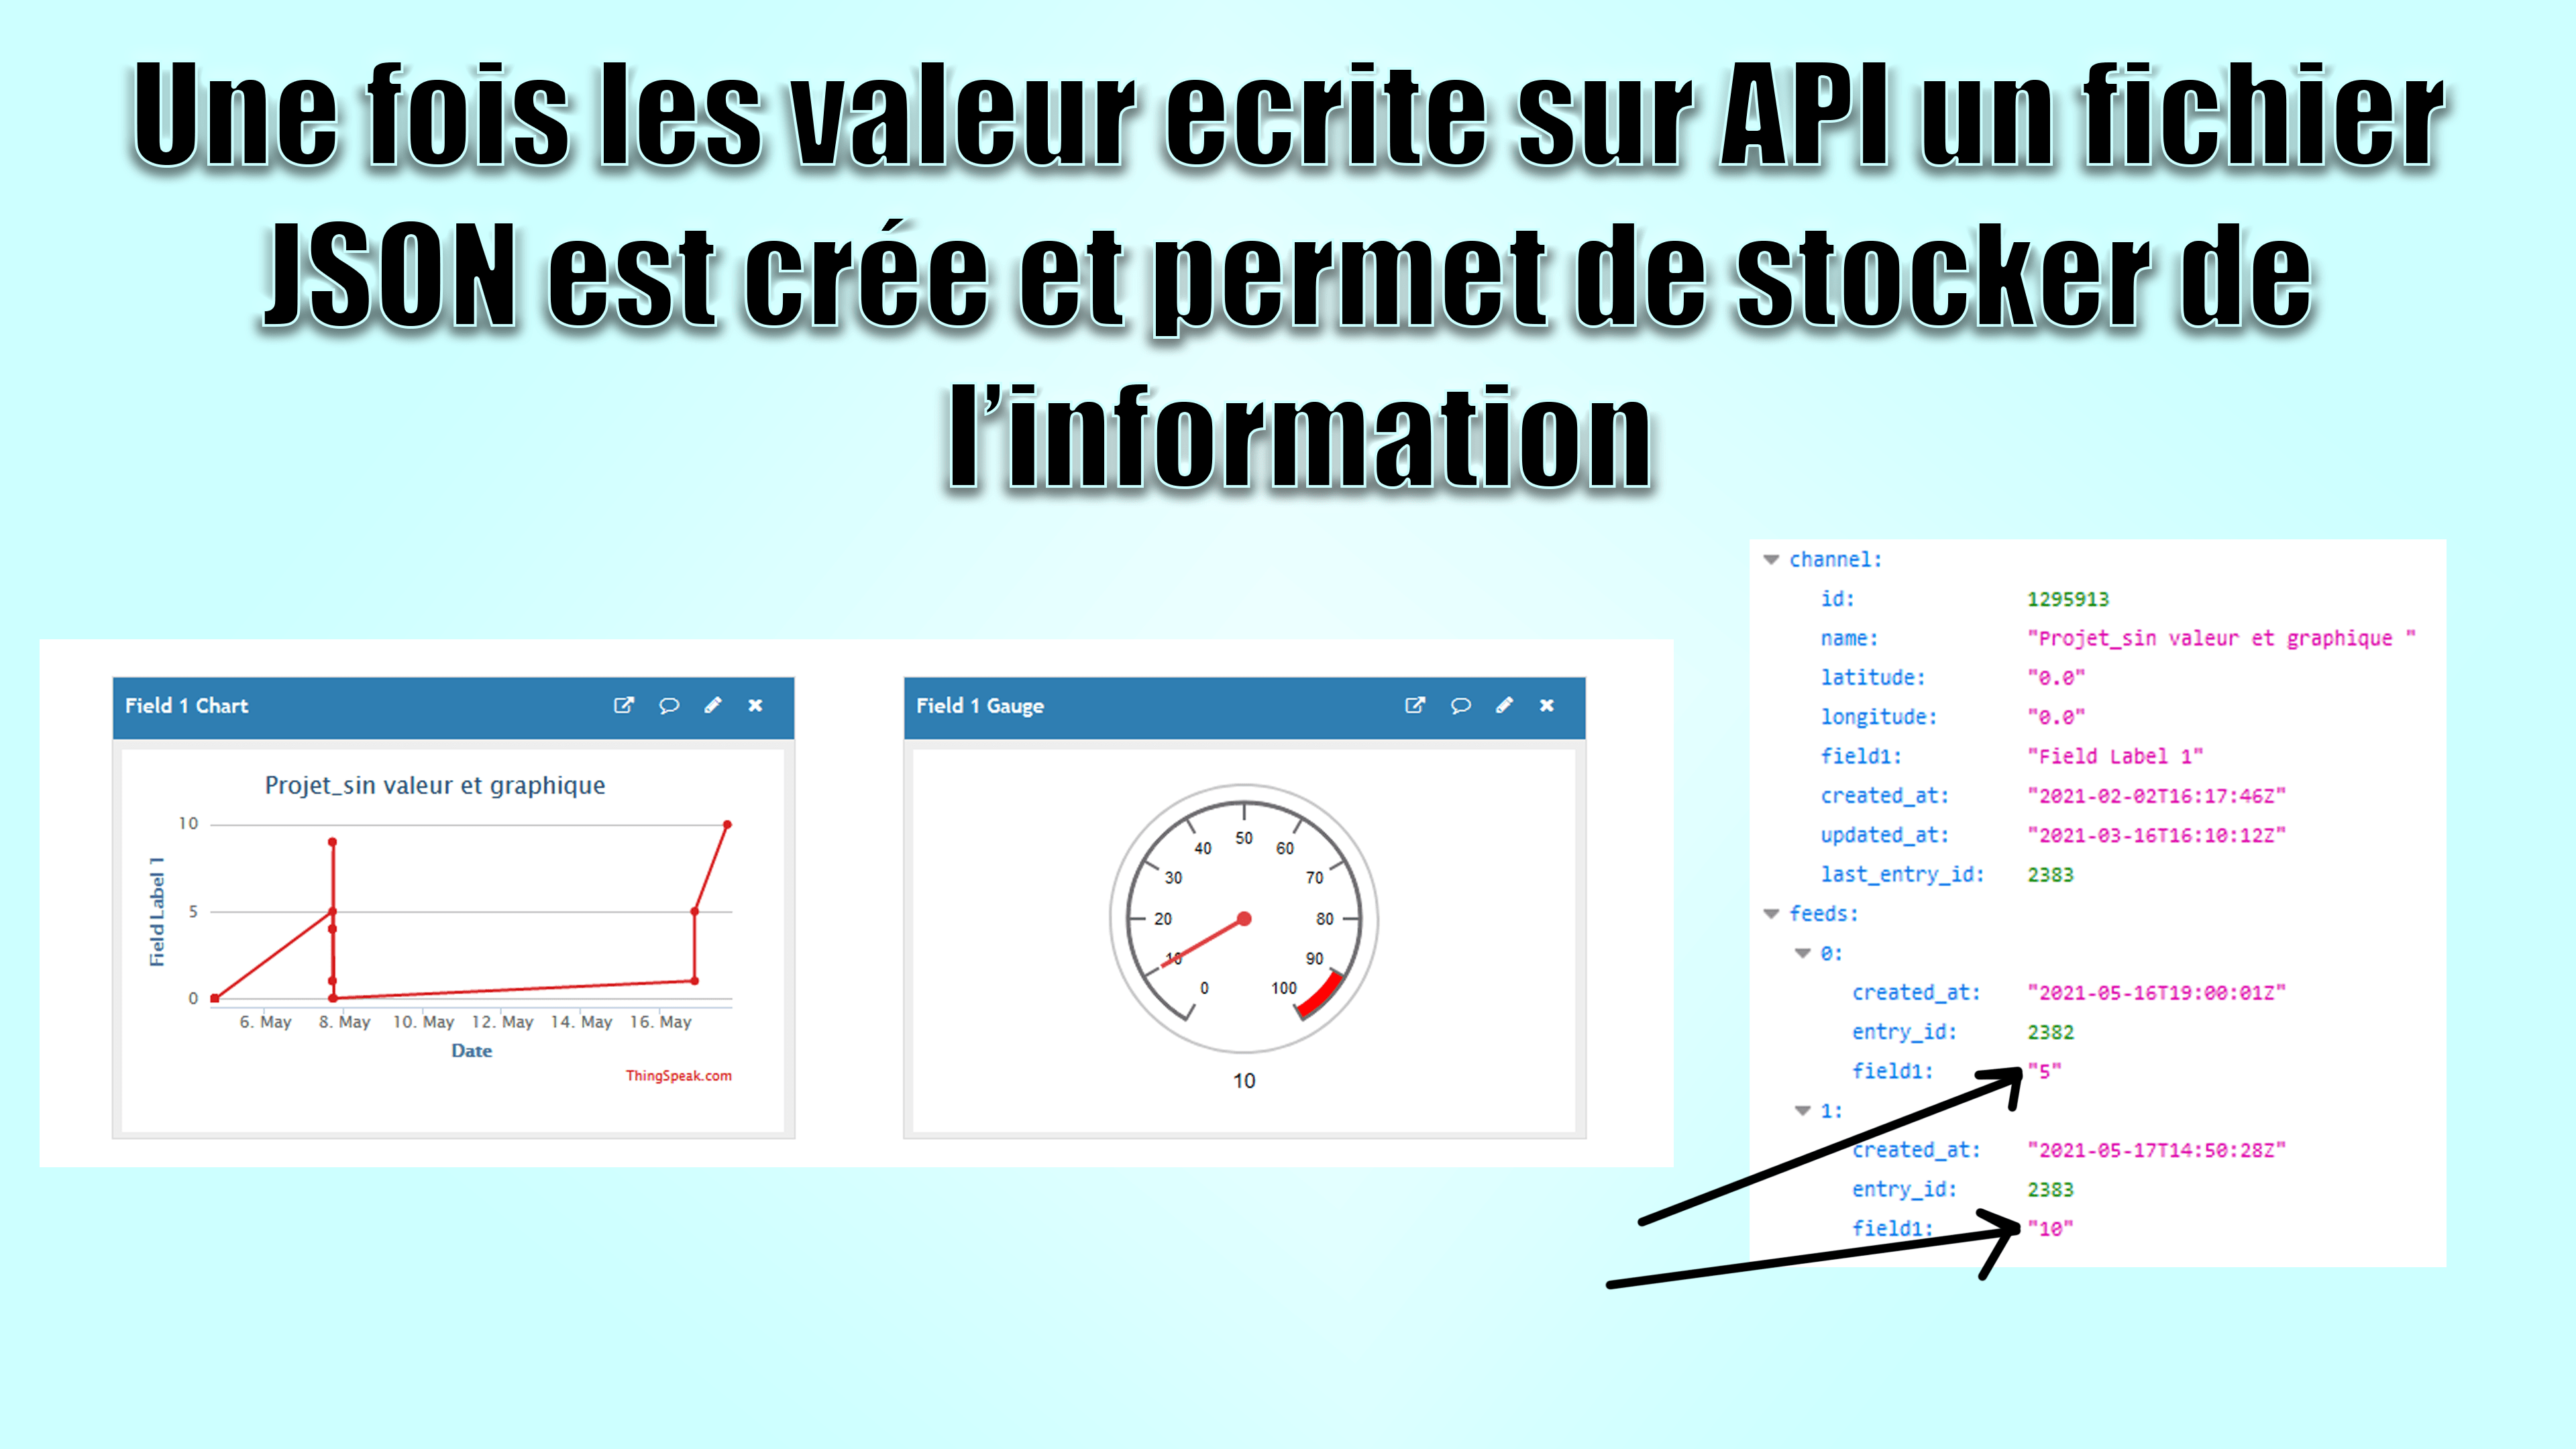 Une fois les valeur ecrite sur API un fichier
JSON est crée et permet de stocker de
l’information
Field 1 Chart
Projet_sin valeur et graphique
Field Label 1
10
5
0
6. May 8. May 10. May 12. May 14. May 16. May
Date
ThingSpeak.com
Field 1 Gauge
0
10
20
30
40
50
60
70
80
90
100
10
channel:
id: 1295913
name: "Projet_sin valeur et graphique "
latitude: "0.0"
longitude: "0.0"
field1: "Field Label 1"
created_at: "2021-02-02T16:17:46Z"
updated_at: "2021-03-16T16:10:12Z"
last_entry_id: 2383
feeds:
0:
created_at: "2021-05-16T19:00:01Z"
entry_id: 2382
field1: "5"
1:
created_at: "2021-05-17T14:50:28Z"
entry_id: 2383
field1: "10"